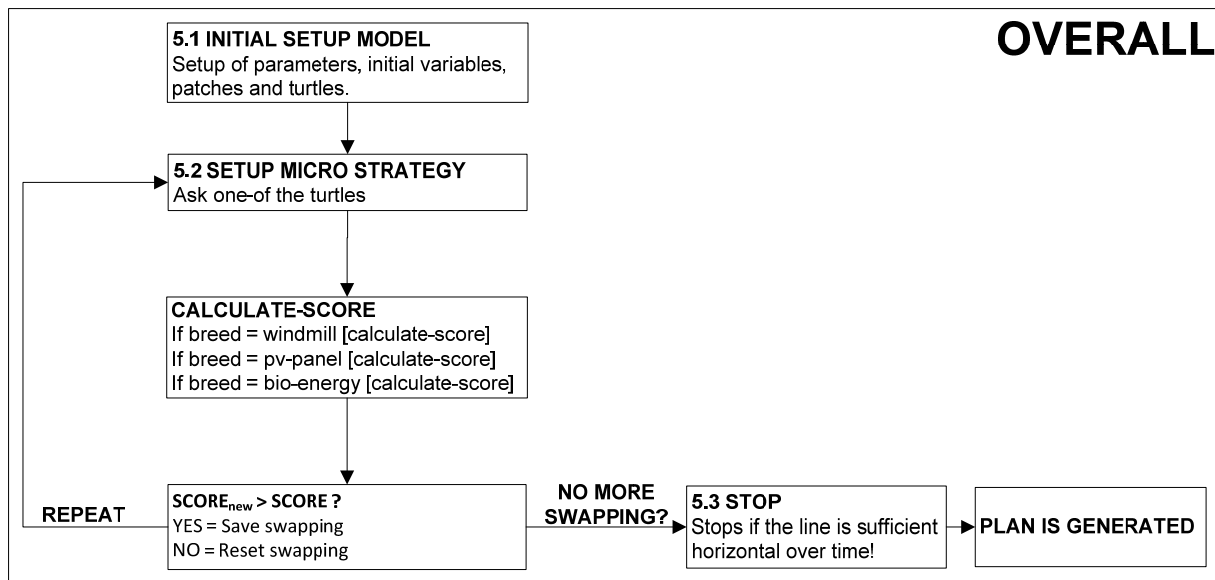 OVERALL
5.1 INITIAL SETUP MODEL
Setup of parameters, initial variables,
patches and turtles.
5.2 SETUP MICRO STRATEGY
Ask one-of the turtles
CALCULATE-SCORE
If breed = windmill [calculate-score]
If breed = pv-panel [calculate-score]
If breed = bio-energy [calculate-score]
REPEAT
SCOREnew > SCORE ?
YES = Save swapping
NO = Reset swapping
NO MORE
SWAPPING?
5.3 STOP
Stops if the line is sufficient
horizontal over time!
PLAN IS GENERATED